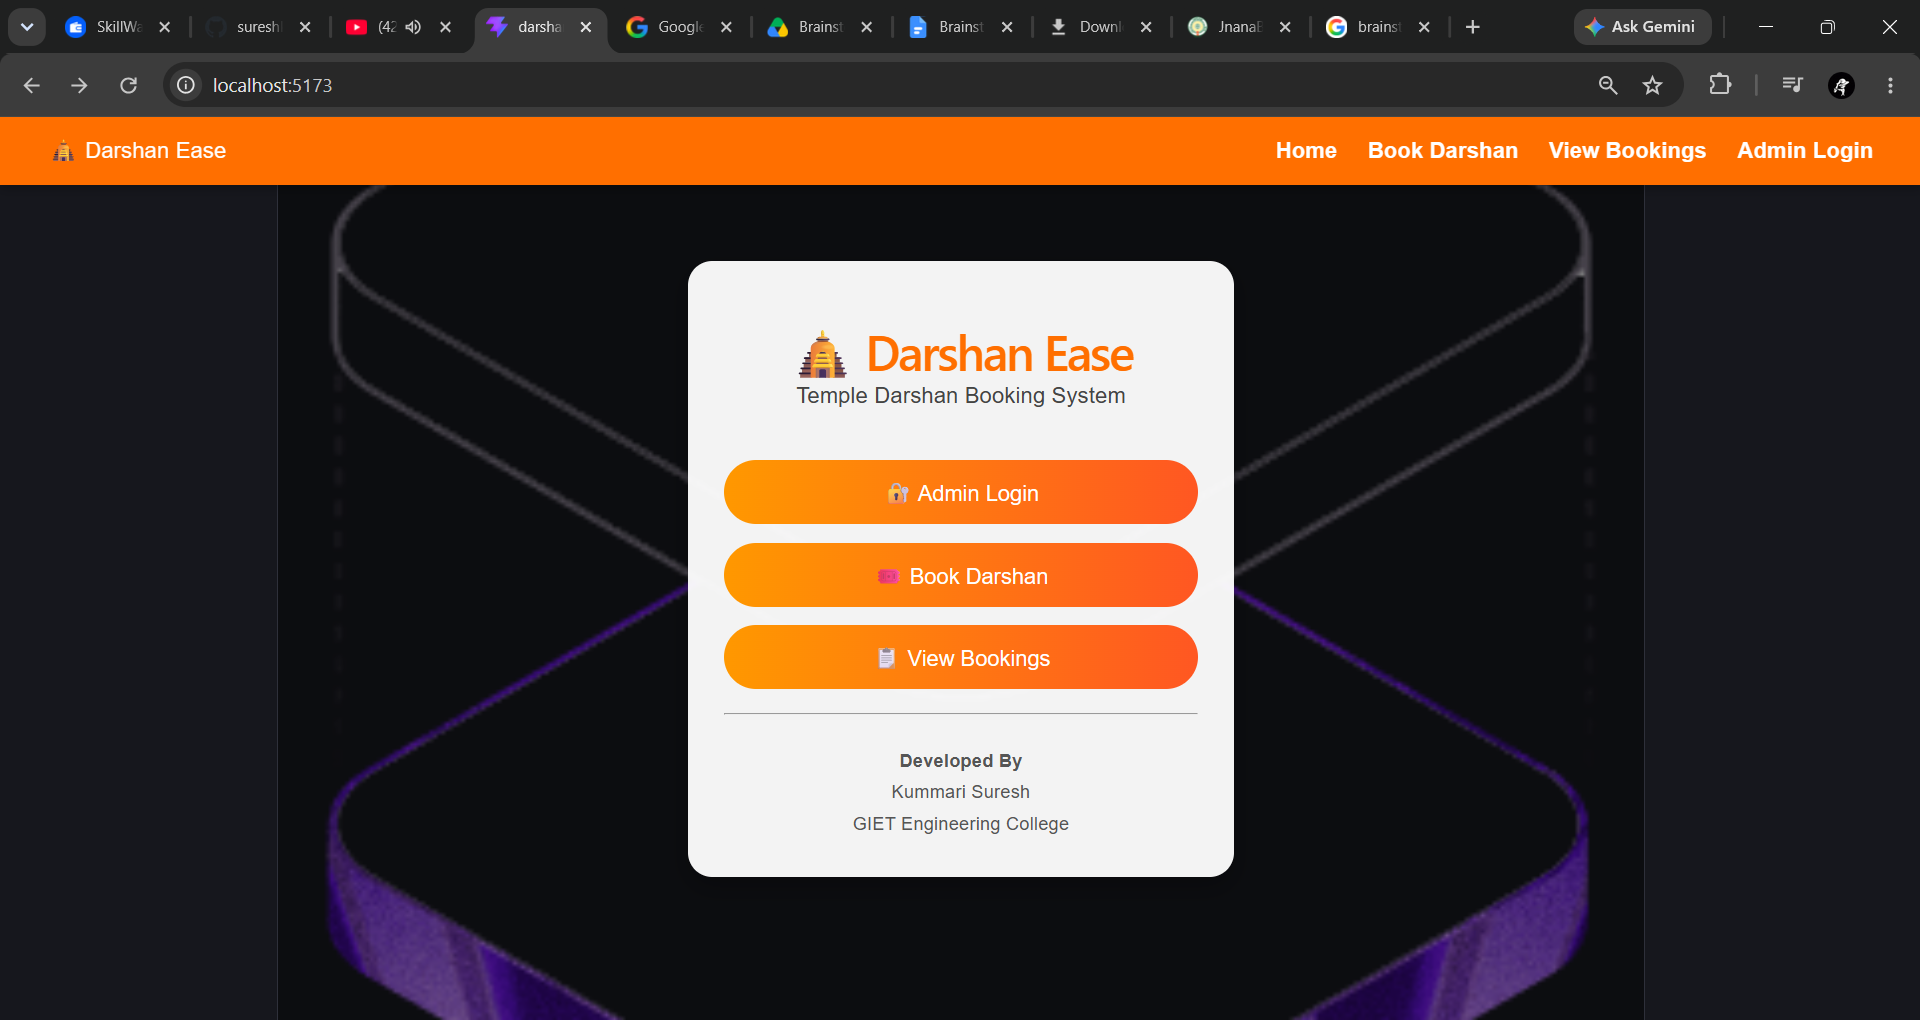 SkillWa
suresh
(42
darsha
Google
Brainst
Brainst
Downl
Jnana
brainst
Ask Gemini
localhost:5173
Darshan Ease
Home
Book Darshan
View Bookings
Admin Login
Darshan Ease
Temple Darshan Booking System
Admin Login
Book Darshan
View Bookings
Developed By
Kummari Suresh
GIET Engineering College